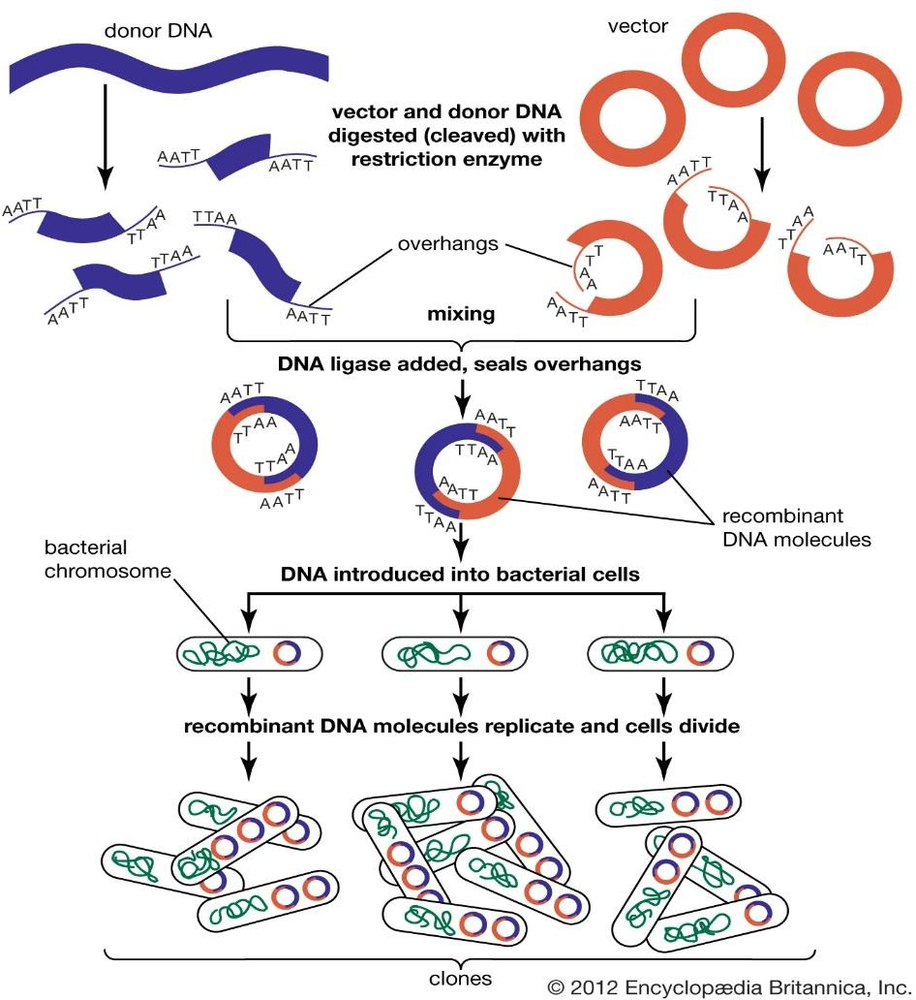 donor DNA
vector
vector and donor DNA
digested (cleaved) with
restriction enzyme
AATT
AATT
AATT
TTAA
TTAA
AATT
TTAA
AATT
AATT
TTAA
TTAA
AATT
TTAA
AATT
overhangs
mixing
DNA ligase added, seals overhangs
AATT
TTAA
TTAA
AATT
AATT
TTAA
AATT
TTAA
TTAA
AATT
TTAA
AATT
recombinant
DNA molecules
bacterial
chromosome
DNA introduced into bacterial cells
recombinant DNA molecules replicate and cells divide
clones
© 2012 Encyclopædia Britannica, Inc.